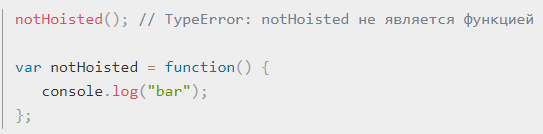 notHoisted(); // TypeError: notHoisted не является функцией
var notHoisted = function() {
console.log("bar");
};